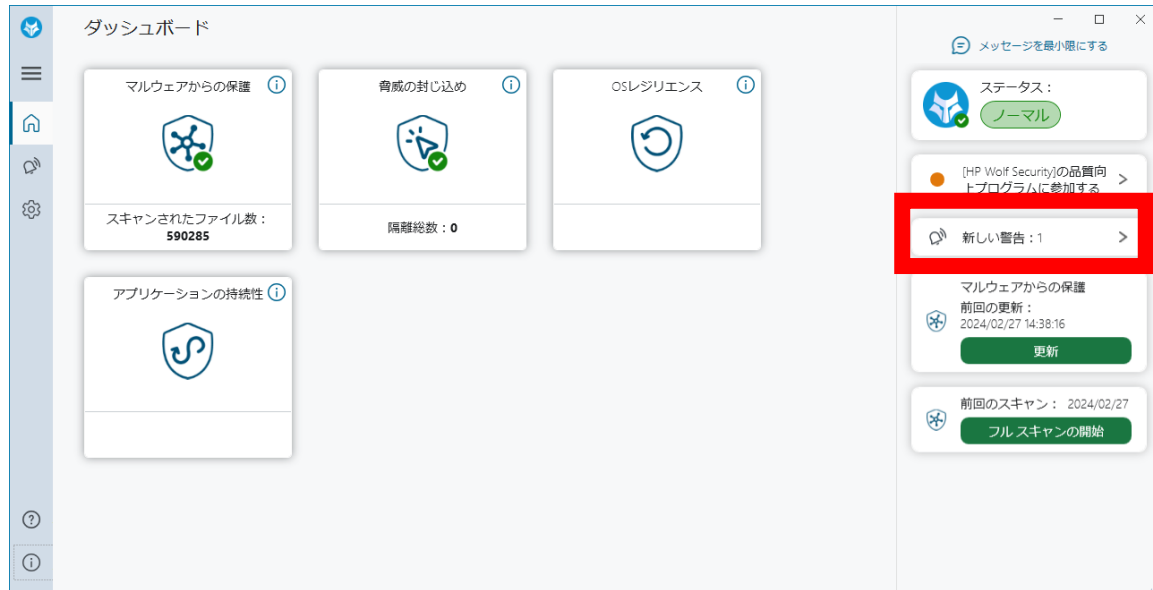 ダッシュボード
マルウェアからの保護
スキャンされたファイル数：
590285
脅威の封じ込め
隔離総数：0
OSレジリエンス
アプリケーションの持続性
メッセージを最小限にする
ステータス：
ノーマル
[HP Wolf Security]の品質向
上プログラムに参加する
新しい警告：1
マルウェアからの保護
前回の更新：
2024/02/27 14:38:16
更新
前回のスキャン： 2024/02/27
フル スキャンの開始